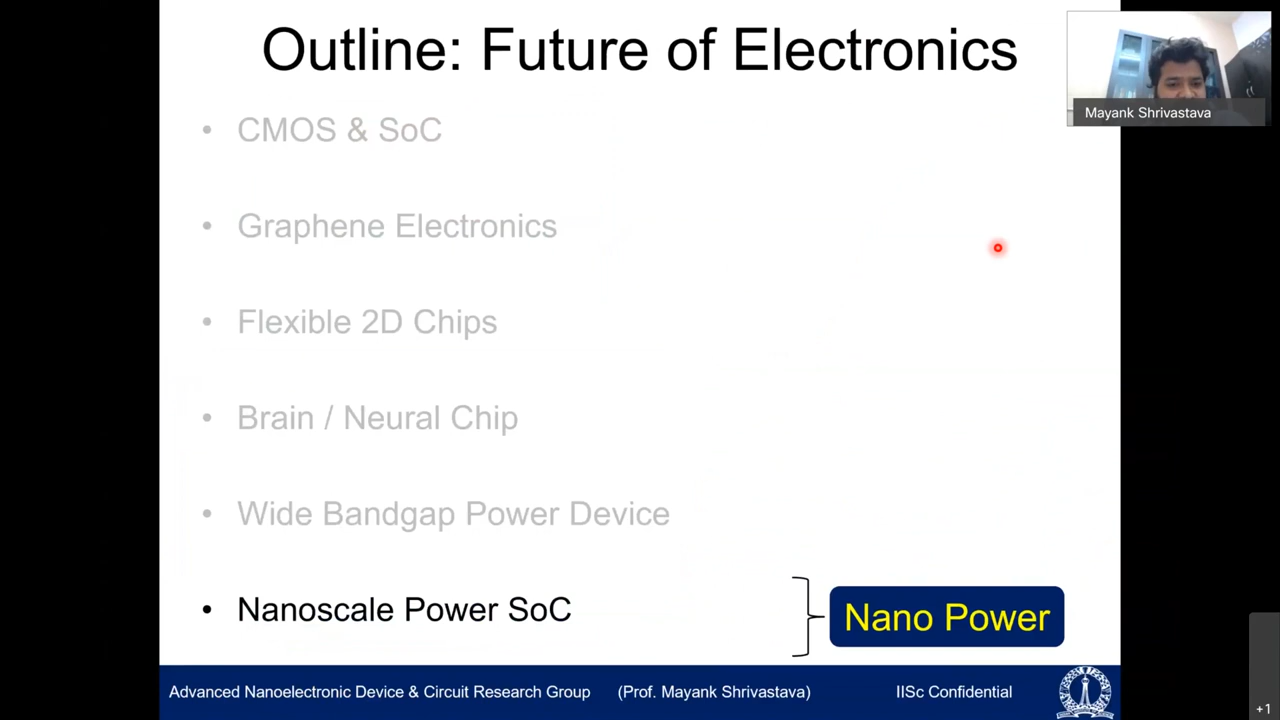 Outline: Future of Electronics
Mayank Shrivastava
• CMOS & SoC
• Graphene Electronics
• Flexible 2D Chips
• Brain / Neural Chip
• Wide Bandgap Power Device
• Nanoscale Power SoC
Nano Power
Advanced Nanoelectronic Device & Circuit Research Group (Prof. Mayank Shrivastava) IISc Confidential
+1